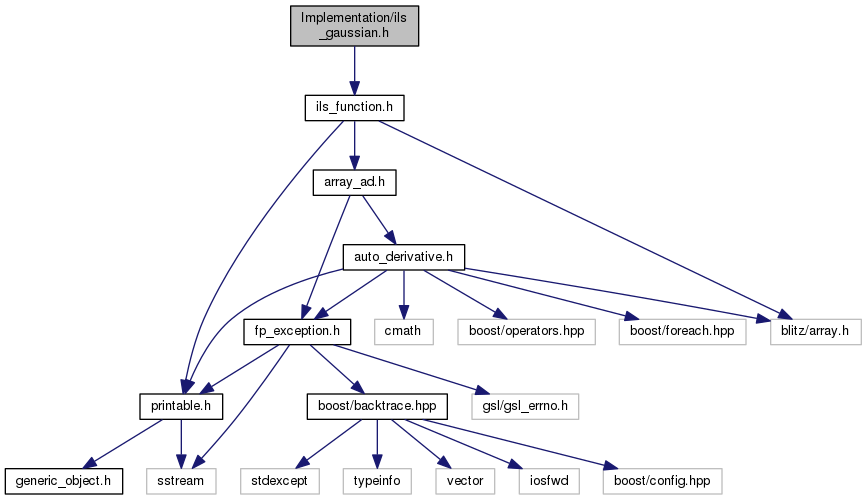 Implementation/ils
_gaussian.h
ils_function.h
array_ad.h
auto_derivative.h
fp_exception.h
cmath
boost/operators.hpp
boost/foreach.hpp
blitz/array.h
printable.h
boost/backtrace.hpp
gsl/gsl_errno.h
generic_object.h
sstream
stdexcept
typeinfo
vector
iosfwd
boost/config.hpp